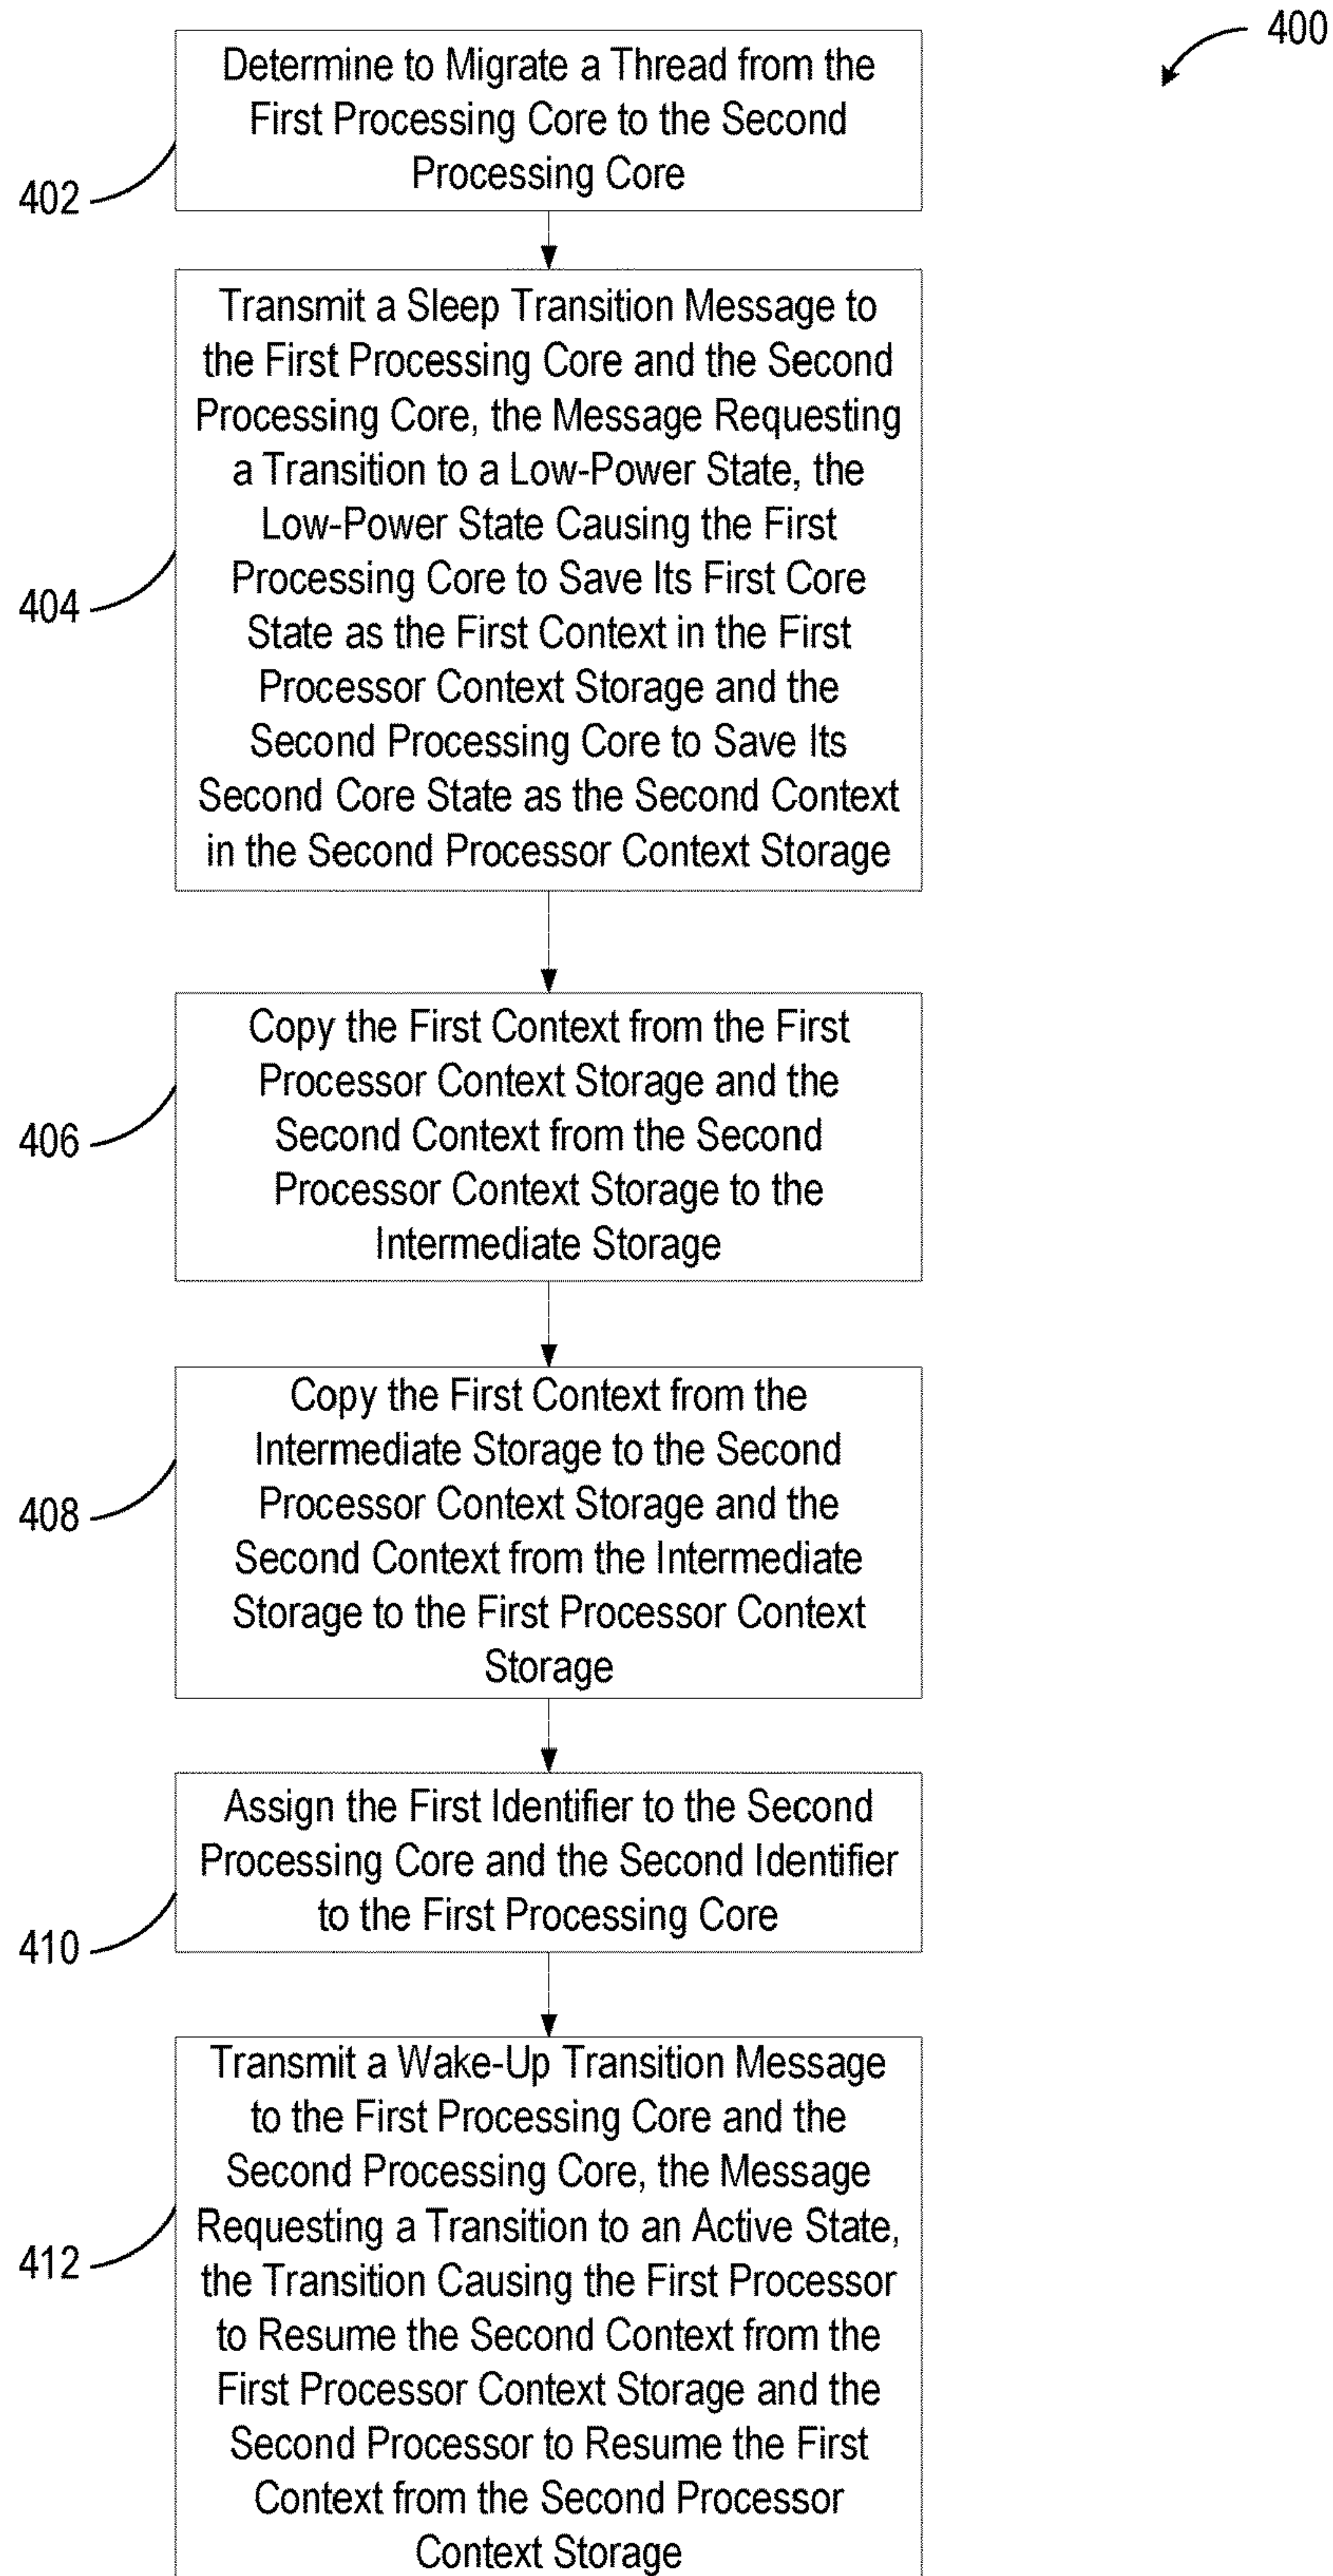 400
Determine to Migrate a Thread from the
First Processing Core to the Second
Processing Core
402
Transmit a Sleep Transition Message to
the First Processing Core and the Second
Processing Core, the Message Requesting
a Transition to a Low-Power State, the
Low-Power State Causing the First
Processing Core to Save Its First Core
State as the First Context in the First
Processor Context Storage and the
Second Processing Core to Save Its
Second Core State as the Second Context
in the Second Processor Context Storage
404
Copy the First Context from the First
Processor Context Storage and the
Second Context from the Second
Processor Context Storage to the
Intermediate Storage
406
Copy the First Context from the
Intermediate Storage to the Second
Processor Context Storage and the
Second Context from the Intermediate
Storage to the First Processor Context
Storage
408
Assign the First Identifier to the Second
Processing Core and the Second Identifier
to the First Processing Core
410
Transmit a Wake-Up Transition Message
to the First Processing Core and the
Second Processing Core, the Message
Requesting a Transition to an Active State,
the Transition Causing the First Processor
to Resume the Second Context from the
First Processor Context Storage and the
Second Processor to Resume the First
Context from the Second Processor
Context Storage
412